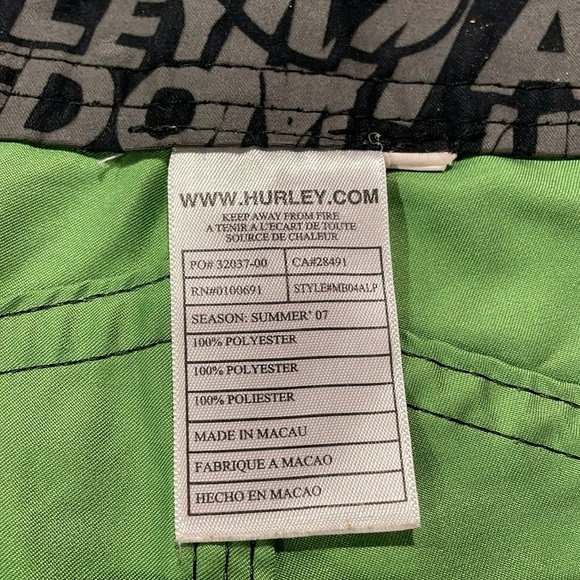 LEY
DOM
WWW.HURLEY.COM
KEEP AWAY FROM FIRE
A TENIR A L'ECART DE TOUTE
SOURCE DE CHALEUR
PO# 32037-00 CA#28491
RN#0100691 STYLE#MB04ALP
SEASON: SUMMER' 07
100% POLYESTER
100% POLYESTER
100% POLIESTER
MADE IN MACAU
FABRIQUE A MACAO
HECHO EN MACAO